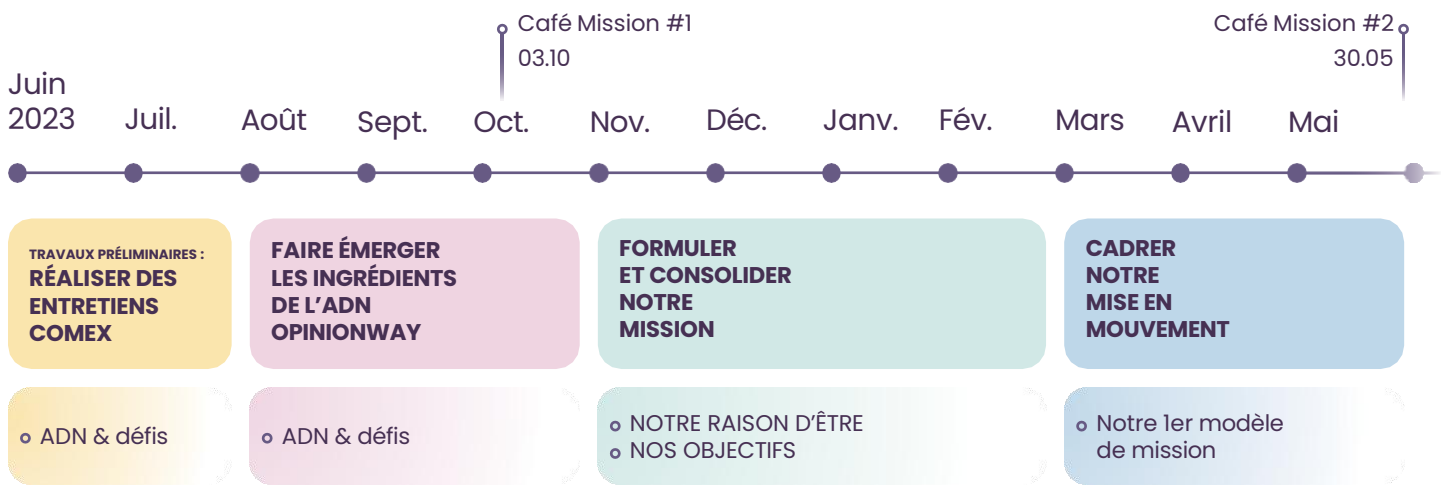 Café Mission #1
03.10
Café Mission #2
30.05
Juin
2023
Juil.
Août
Sept.
Oct.
Nov.
Déc.
Janv.
Fév.
Mars
Avril
Mai
TRAVAUX PRÉLIMINAIRES :
RÉALISER DES
ENTRETIENS
COMEX
FAIRE ÉMERGER
LES INGRÉDIENTS
DE L’ADN
OPINIONWAY
FORMULER
ET CONSOLIDER
NOTRE
MISSION
CADRER
NOTRE
MISE EN
MOUVEMENT
ADN & défis
ADN & défis
NOTRE RAISON D’ÊTRE
NOS OBJECTIFS
Notre 1er modèle
de mission